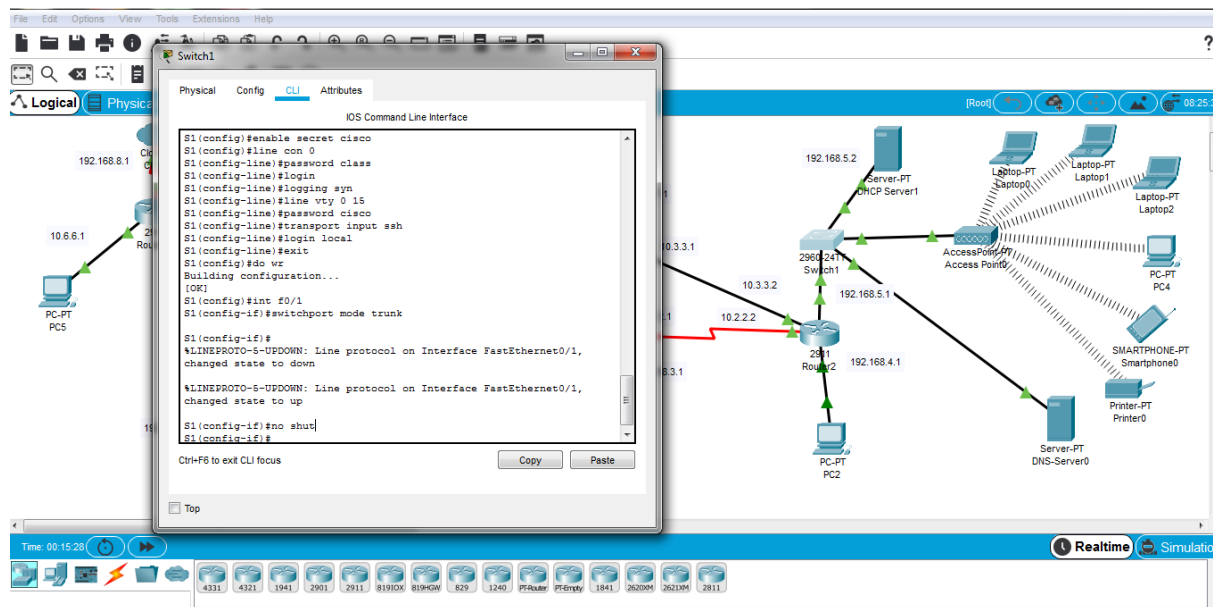 File Edit Options View Tools Extensions Help
?
Switch1
Physical Config CLI Attributes
Logical
Physica
[Root]
08:25:
IOS Command Line Interface
S1(config)#enable secret cisco
S1(config)#line con 0
S1(config-line)#password class
S1(config-line)#login
S1(config-line)#logging syn
S1(config-line)#line vty 0 15
S1(config-line)#password cisco
S1(config-line)#transport input ssh
S1(config-line)#login local
S1(config-line)#exit
S1(config)#do wr
Building configuration...
[OK]
S1(config)#int f0/1
S1(config-if)#switchport mode trunk
S1(config-if)#
%LINEPROTO-5-UPDOWN: Line protocol on Interface FastEthernet0/1,
changed state to down
%LINEPROTO-5-UPDOWN: Line protocol on Interface FastEthernet0/1,
changed state to up
S1(config-if)#no shut
S1(config-if)#
Ctrl+F6 to exit CLI focus
Copy Paste
Top
192.168.8.1
10.6.6.1
PC-PT
PC5
192.168.5.2
Server-PT
DHCP Server1
Laptop-PT
Laptop0
Laptop-PT
Laptop1
Laptop-PT
Laptop2
2960-24TT
Switch1
AccessPoint-PT
Access Point0
PC-PT
PC4
0.3.3.1
10.3.3.2
192.168.5.1
10.2.2.2
2911
Router2
192.168.4.1
SMARTPHONE-PT
Smartphone0
Printer-PT
Printer0
PC-PT
PC2
Server-PT
DNS-Server0
Time: 00:15:28
Realtime
Simulatio
4331 4321 1941 2901 2911 819IOX 819HGW 829 1240 PT-Router PT-Empty 1841 2620XM 2621XM 2811